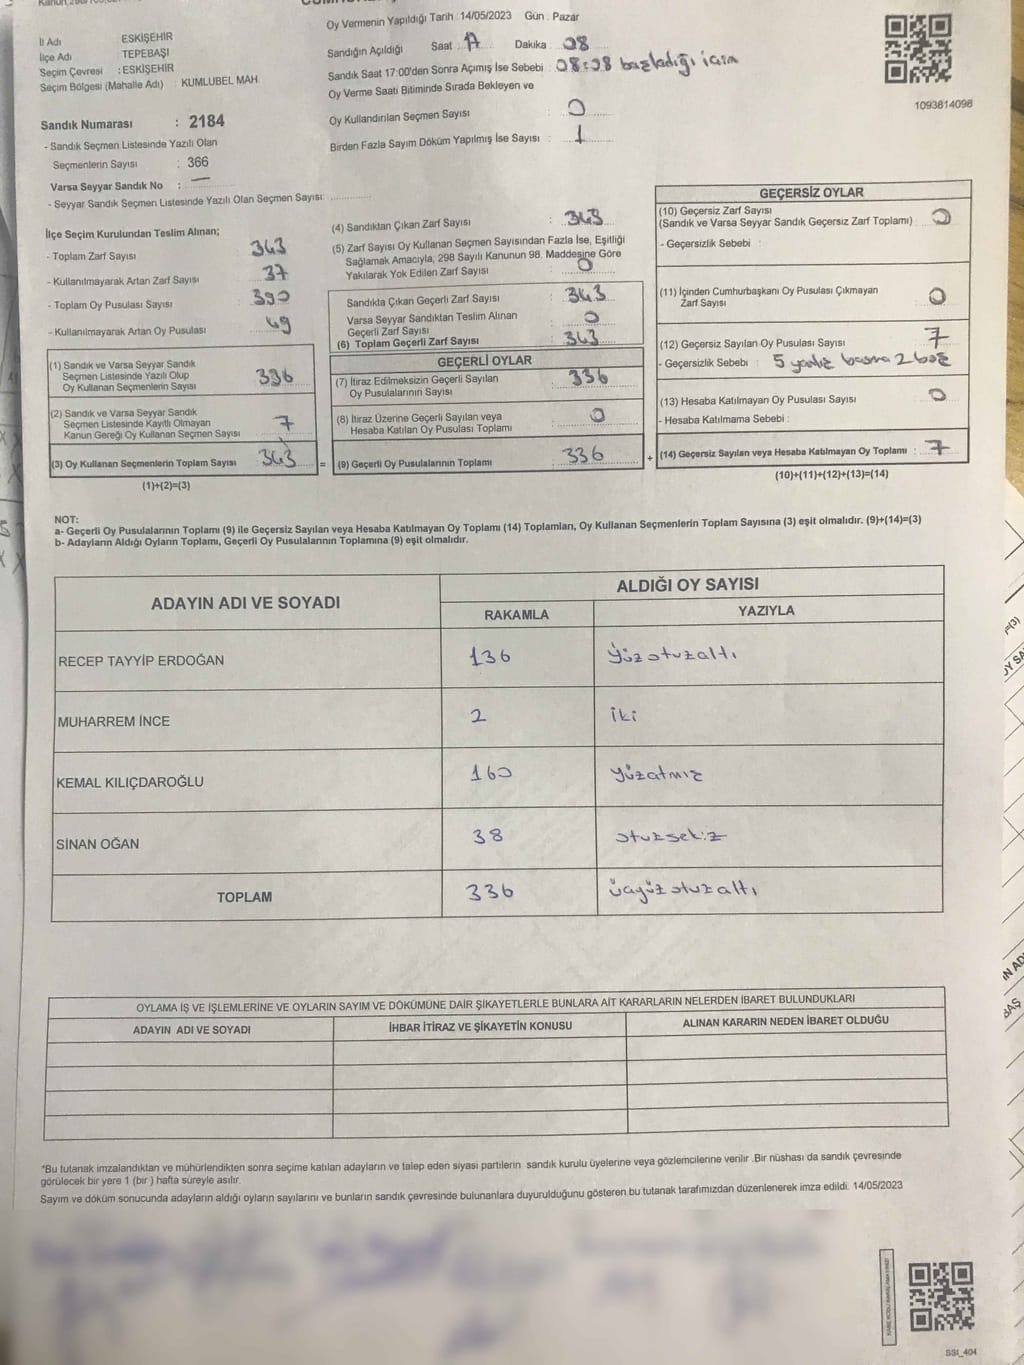 Oy Vermenin Yapıldığı Tarih : 14/05/2023 Gün : Pazar
İl Adı ESKİŞEHİR
İlçe Adı TEPEBAŞI
Seçim Çevresi : ESKİŞEHİR
Seçim Bölgesi (Mahalle Adı) : KUMLUBEL MAH.
Sandığın Açıldığı Saat : 17 Dakika : 08
Sandık Saat 17:00'den Sonra Açımış İse Sebebi : 08:08 başladığı için
Oy Verme Saati Bitiminde Sırada Bekleyen ve
Oy Kullandırılan Seçmen Sayısı : 0
Birden Fazla Sayım Döküm Yapılmış İse Sayısı : 1
1093814098
Sandık Numarası : 2184
- Sandık Seçmen Listesinde Yazılı Olan
Seçmenlerin Sayısı : 366
Varsa Seyyar Sandık No : —
- Seyyar Sandık Seçmen Listesinde Yazılı Olan Seçmen Sayısı:
İlçe Seçim Kurulundan Teslim Alınan;
- Toplam Zarf Sayısı 343
- Kullanılmayarak Artan Zarf Sayısı 37
- Toplam Oy Pusulası Sayısı 390
- Kullanılmayarak Artan Oy Pusulası 49
(1) Sandık ve Varsa Seyyar Sandık
Seçmen Listesinde Yazılı Olup
Oy Kullanan Seçmenlerin Sayısı 336
(2) Sandık ve Varsa Seyyar Sandık
Seçmen Listesinde Kayıtlı Olmayan
Kanun Gereği Oy Kullanan Seçmen Sayısı 7
(3) Oy Kullanan Seçmenlerin Toplam Sayısı 343 =
(1)+(2)=(3)
(4) Sandıktan Çıkan Zarf Sayısı : 343
(5) Zarf Sayısı Oy Kullanan Seçmen Sayısından Fazla İse, Eşitliği
Sağlamak Amacıyla, 298 Sayılı Kanunun 98. Maddesine Göre
Yakılarak Yok Edilen Zarf Sayısı : 0
Sandıkta Çıkan Geçerli Zarf Sayısı : 343
Varsa Seyyar Sandıktan Teslim Alınan
Geçerli Zarf Sayısı : 0
(6) Toplam Geçerli Zarf Sayısı : 343
GEÇERLİ OYLAR
(7) İtiraz Edilmeksizin Geçerli Sayılan
Oy Pusulalarının Sayısı : 336
(8) İtiraz Üzerine Geçerli Sayılan veya
Hesaba Katılan Oy Pusulası Toplamı : 0
(9) Geçerli Oy Pusulalarının Toplamı : 336 +
GEÇERSİZ OYLAR
(10) Geçersiz Zarf Sayısı
(Sandık ve Varsa Seyyar Sandık Geçersiz Zarf Toplamı) : 0
- Geçersizlik Sebebi :
(11) İçinden Cumhurbaşkanı Oy Pusulası Çıkmayan
Zarf Sayısı : 0
(12) Geçersiz Sayılan Oy Pusulası Sayısı : 7
- Geçersizlik Sebebi : 5 yanlış basma 2 boş
(13) Hesaba Katılmayan Oy Pusulası Sayısı : 0
- Hesaba Katılmama Sebebi :
(14) Geçersiz Sayılan veya Hesaba Katılmayan Oy Toplamı : 7
(10)+(11)+(12)+(13)=(14)
NOT:
a- Geçerli Oy Pusulalarının Toplamı (9) ile Geçersiz Sayılan veya Hesaba Katılmayan Oy Toplamı (14) Toplamları, Oy Kullanan Seçmenlerin Toplam Sayısına (3) eşit olmalıdır. (9)+(14)=(3)
b- Adayların Aldığı Oyların Toplamı, Geçerli Oy Pusulalarının Toplamına (9) eşit olmalıdır.
ADAYIN ADI VE SOYADI ALDIĞI OY SAYISI
RAKAMLA YAZIYLA
RECEP TAYYİP ERDOĞAN 136 Yüzotuzaltı
MUHARREM İNCE 2 iki
KEMAL KILIÇDAROĞLU 160 yüzatmız
SİNAN OĞAN 38 otuzsekiz
TOPLAM 336 üçyüzotuzaltı
OYLAMA İŞ VE İŞLEMLERİNE VE OYLARIN SAYIM VE DÖKÜMÜNE DAİR ŞİKAYETLERLE BUNLARA AİT KARARLARIN NELERDEN İBARET BULUNDUKLARI
ADAYIN ADI VE SOYADI İHBAR İTİRAZ VE ŞİKAYETİN KONUSU ALINAN KARARIN NEDEN İBARET OLDUĞU
*Bu tutanak imzalandıktan ve mühürlendikten sonra seçime katılan adayların ve talep eden siyasi partilerin sandık kurulu üyelerine veya gözlemcilerine verilir .Bir nüshası da sandık çevresinde
görülecek bir yere 1 (bir ) hafta süreyle asılır.
Sayım ve döküm sonucunda adayların aldığı oyların sayılarını ve bunların sandık çevresinde bulunanlara duyurulduğunu gösteren bu tutanak tarafımızdan düzenlenerek imza edildi. 14/05/2023
SSI_404